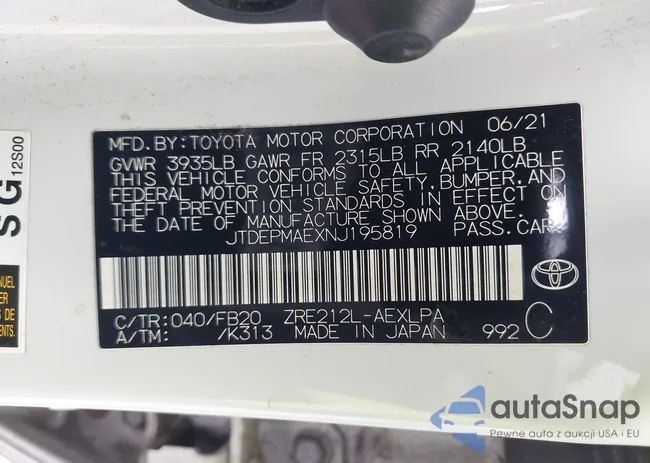 MFD.BY:TOYOTA MOTOR CORPORATION 06/21
GVWR 3935LB GAWR FR 2315LB RR 2140LB
THIS VEHICLE CONFORMS TO ALL APPLICABLE
FEDERAL MOTOR VEHICLE SAFETY, BUMPER, AND
THEFT PREVENTION STANDARDS IN EFFECT ON
THE DATE OF MANUFACTURE SHOWN ABOVE.
JTDEPMAEXNJ195819 PASS.CAR
C/TR:040/FB20 ZRE212L-AEXLPA
A/TM: /K313 MADE IN JAPAN 992 C
TOYOTA
SG
12S00
autoSnap
Pewne auta z aukcji USA i EU